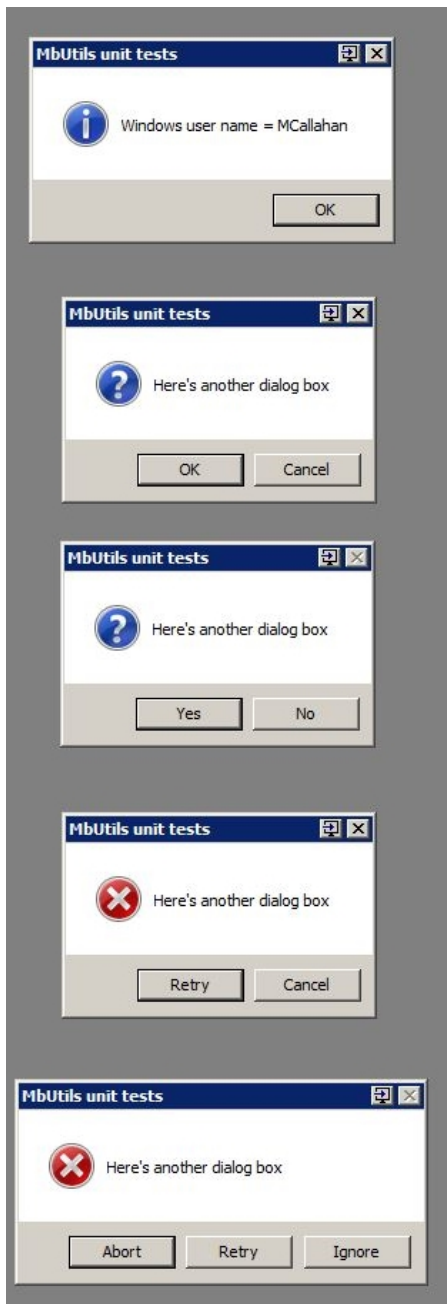 MbUtils unit tests
Windows user name = MCallahan
OK
MbUtils unit tests
Here's another dialog box
OK Cancel
MbUtils unit tests
Here's another dialog box
Yes No
MbUtils unit tests
Here's another dialog box
Retry Cancel
MbUtils unit tests
Here's another dialog box
Abort Retry Ignore